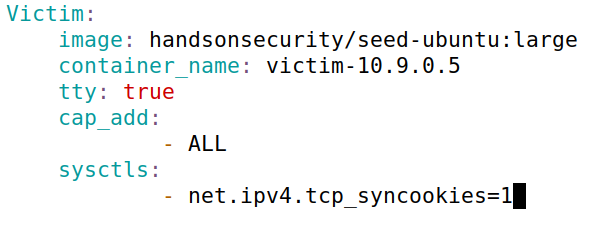 Victim:
image: handsonsecurity/seed-ubuntu:large
container_name: victim-10.9.0.5
tty: true
cap_add:
- ALL
sysctls:
- net.ipv4.tcp_syncookies=1